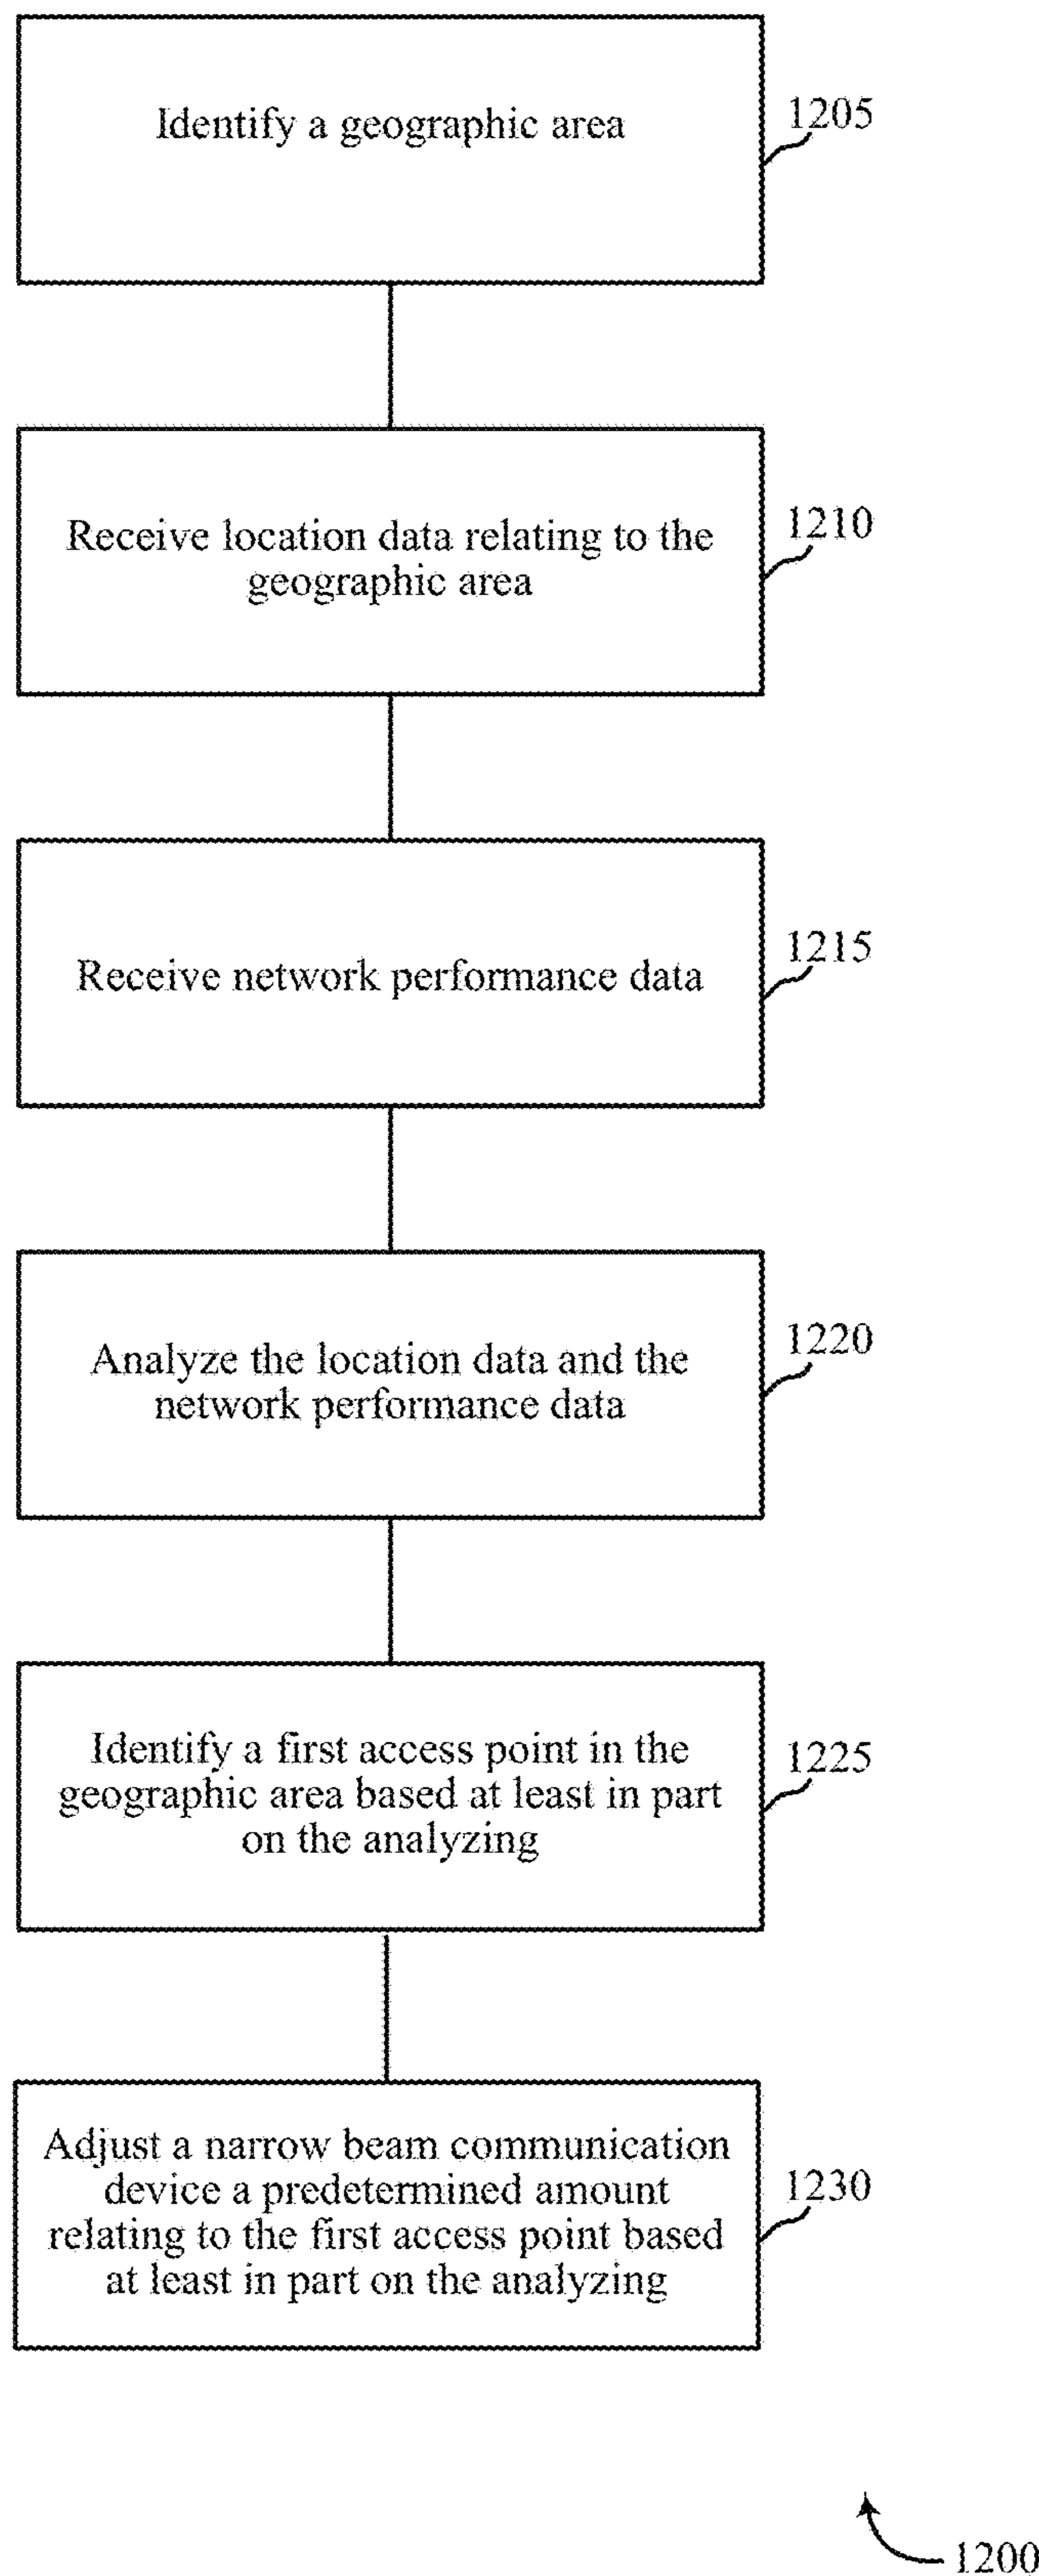 Identify a geographic area
1205
Receive location data relating to the
geographic area
1210
Receive network performance data
1215
Analyze the location data and the
network performance data
1220
Identify a first access point in the
geographic area based at least in part
on the analyzing
1225
Adjust a narrow beam communication
device a predetermined amount
relating to the first access point based
at least in part on the analyzing
1230
1200